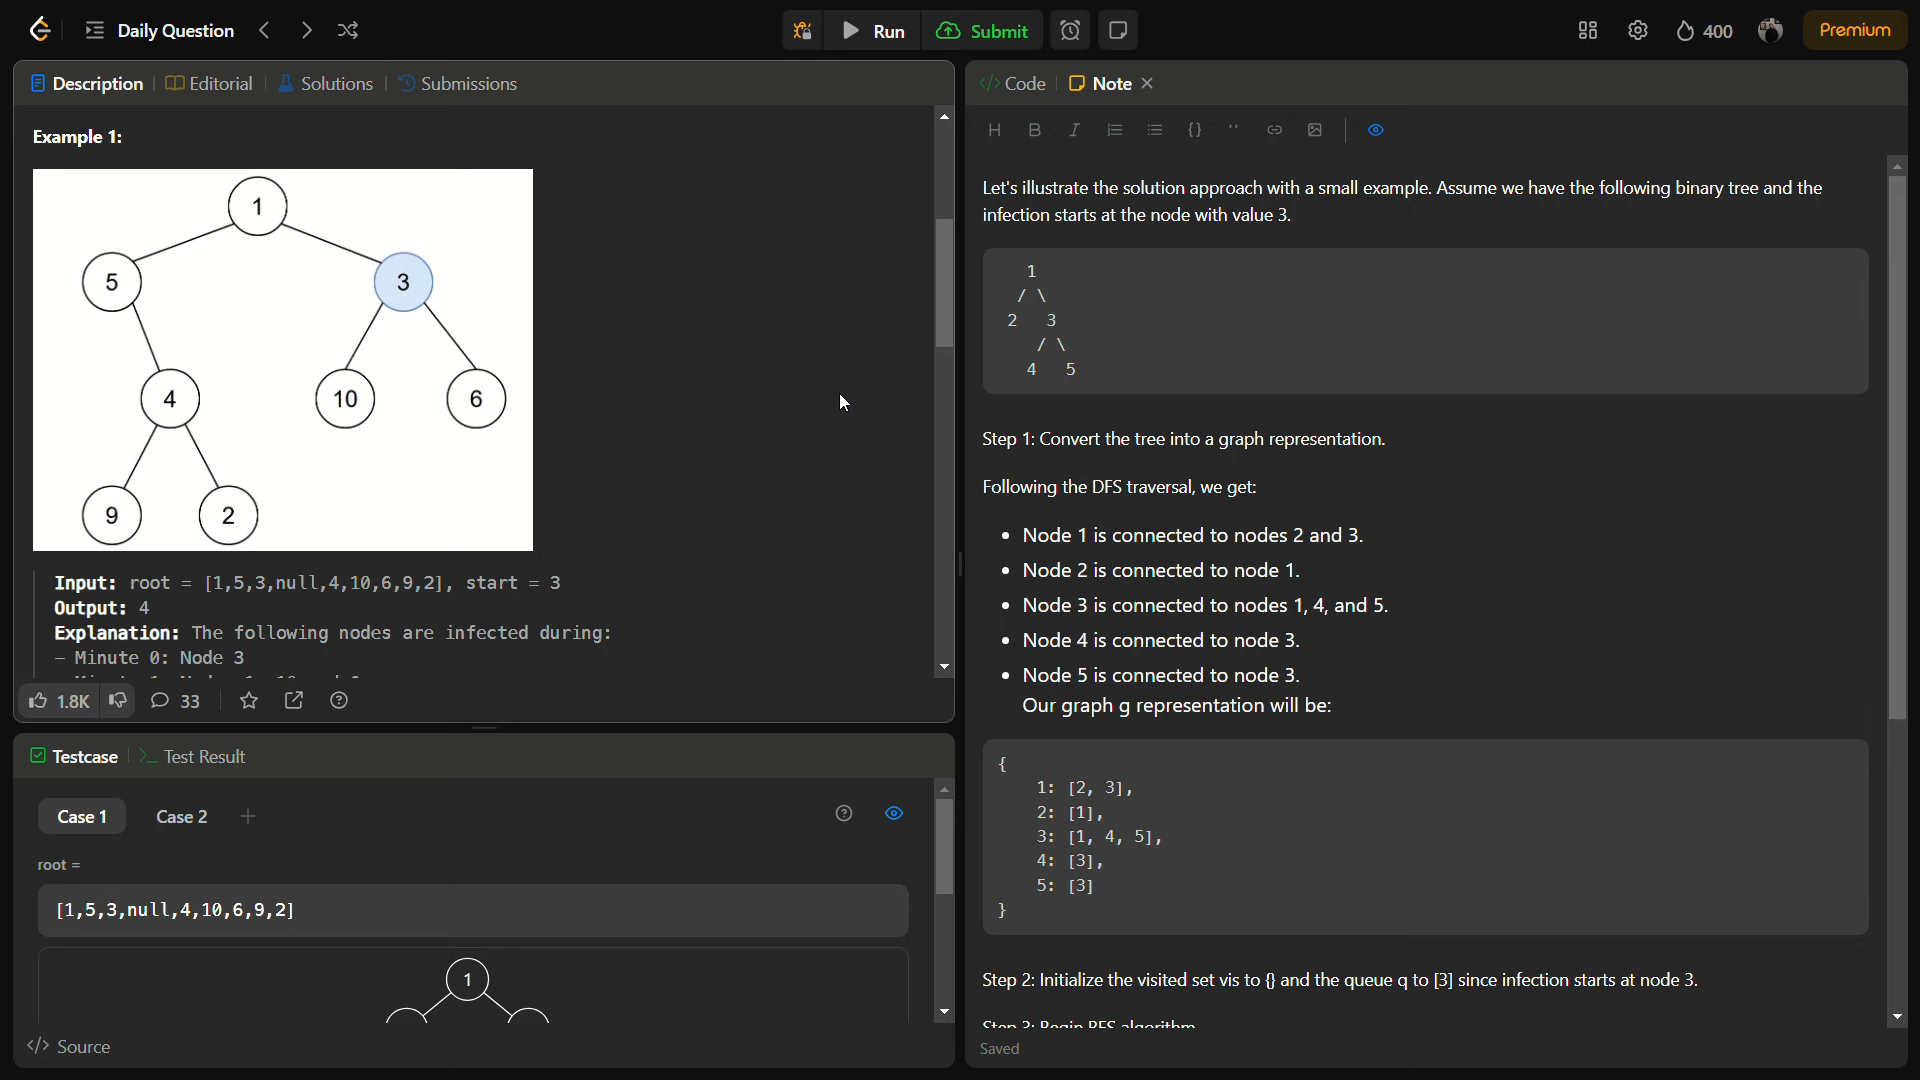 Daily Question
Run
Submit
400
Premium
Description
Editorial
Solutions
Submissions
Example 1:
1
5
3
4
10
6
9
2
Input: root = [1,5,3,null,4,10,6,9,2], start = 3
Output: 4
Explanation: The following nodes are infected during:
- Minute 0: Node 3
1.8K
33
Testcase
Test Result
Case 1
Case 2
root =
[1,5,3,null,4,10,6,9,2]
1
Source
Code
Note
H B I {} "
Let's illustrate the solution approach with a small example. Assume we have the following binary tree and the
infection starts at the node with value 3.
1
/ \
2 3
/ \
4 5
Step 1: Convert the tree into a graph representation.
Following the DFS traversal, we get:
• Node 1 is connected to nodes 2 and 3.
• Node 2 is connected to node 1.
• Node 3 is connected to nodes 1, 4, and 5.
• Node 4 is connected to node 3.
• Node 5 is connected to node 3.
Our graph g representation will be:
{
1: [2, 3],
2: [1],
3: [1, 4, 5],
4: [3],
5: [3]
}
Step 2: Initialize the visited set vis to {} and the queue q to [3] since infection starts at node 3.
Step 3: Begin BFS algorithm
Saved